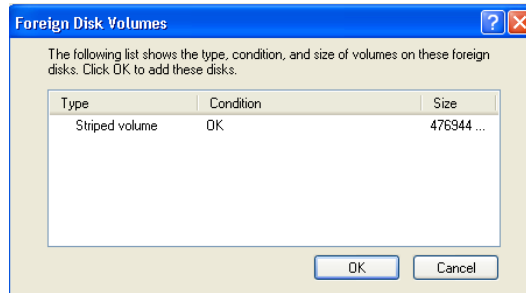 Foreign Disk Volumes
The following list shows the type, condition, and size of volumes on these foreign
disks. Click OK to add these disks.
Type Condition Size
Striped volume OK 476944 ...
OK Cancel